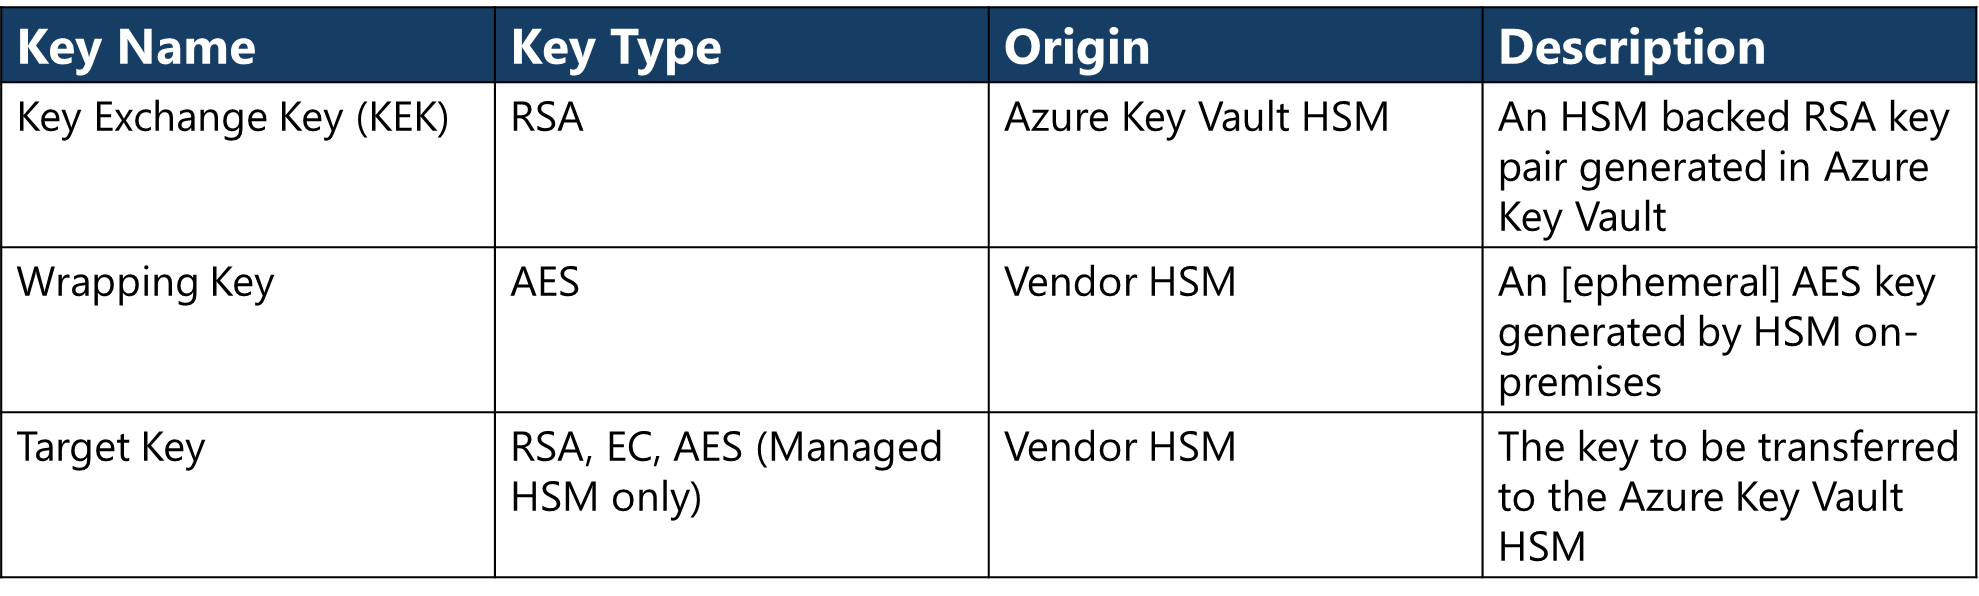 Key Name
Key Type
Origin
Description
Key Exchange Key (KEK)
RSA
Azure Key Vault HSM
An HSM backed RSA key
pair generated in Azure
Key Vault
Wrapping Key
AES
Vendor HSM
An [ephemeral] AES key
generated by HSM on-
premises
Target Key
RSA, EC, AES (Managed
HSM only)
Vendor HSM
The key to be transferred
to the Azure Key Vault
HSM